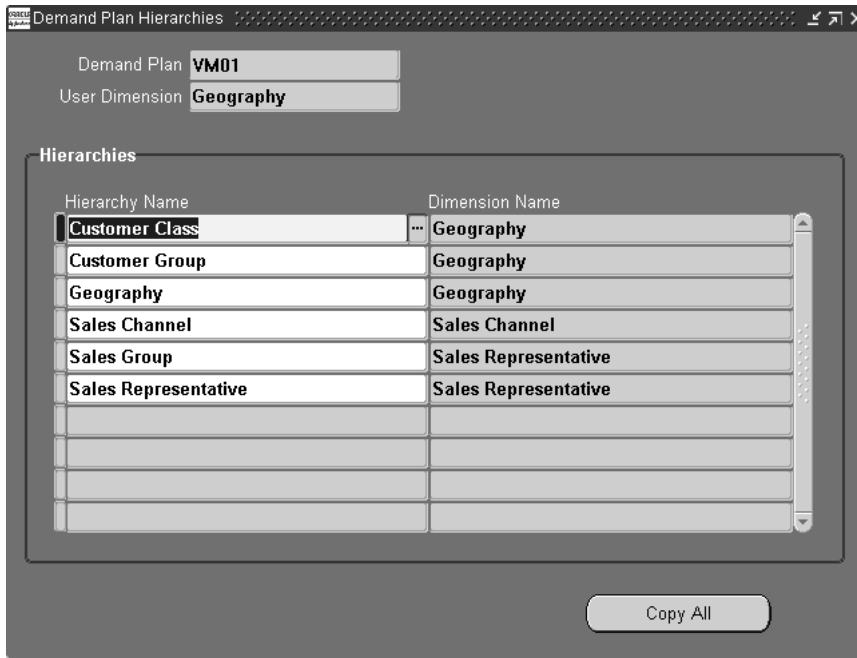 ORACLE
Demand Plan Hierarchies
Demand Plan VM01
User Dimension Geography
Hierarchies
Hierarchy Name Dimension Name
Customer Class ... Geography
Customer Group Geography
Geography Geography
Sales Channel Sales Channel
Sales Group Sales Representative
Sales Representative Sales Representative
Copy All